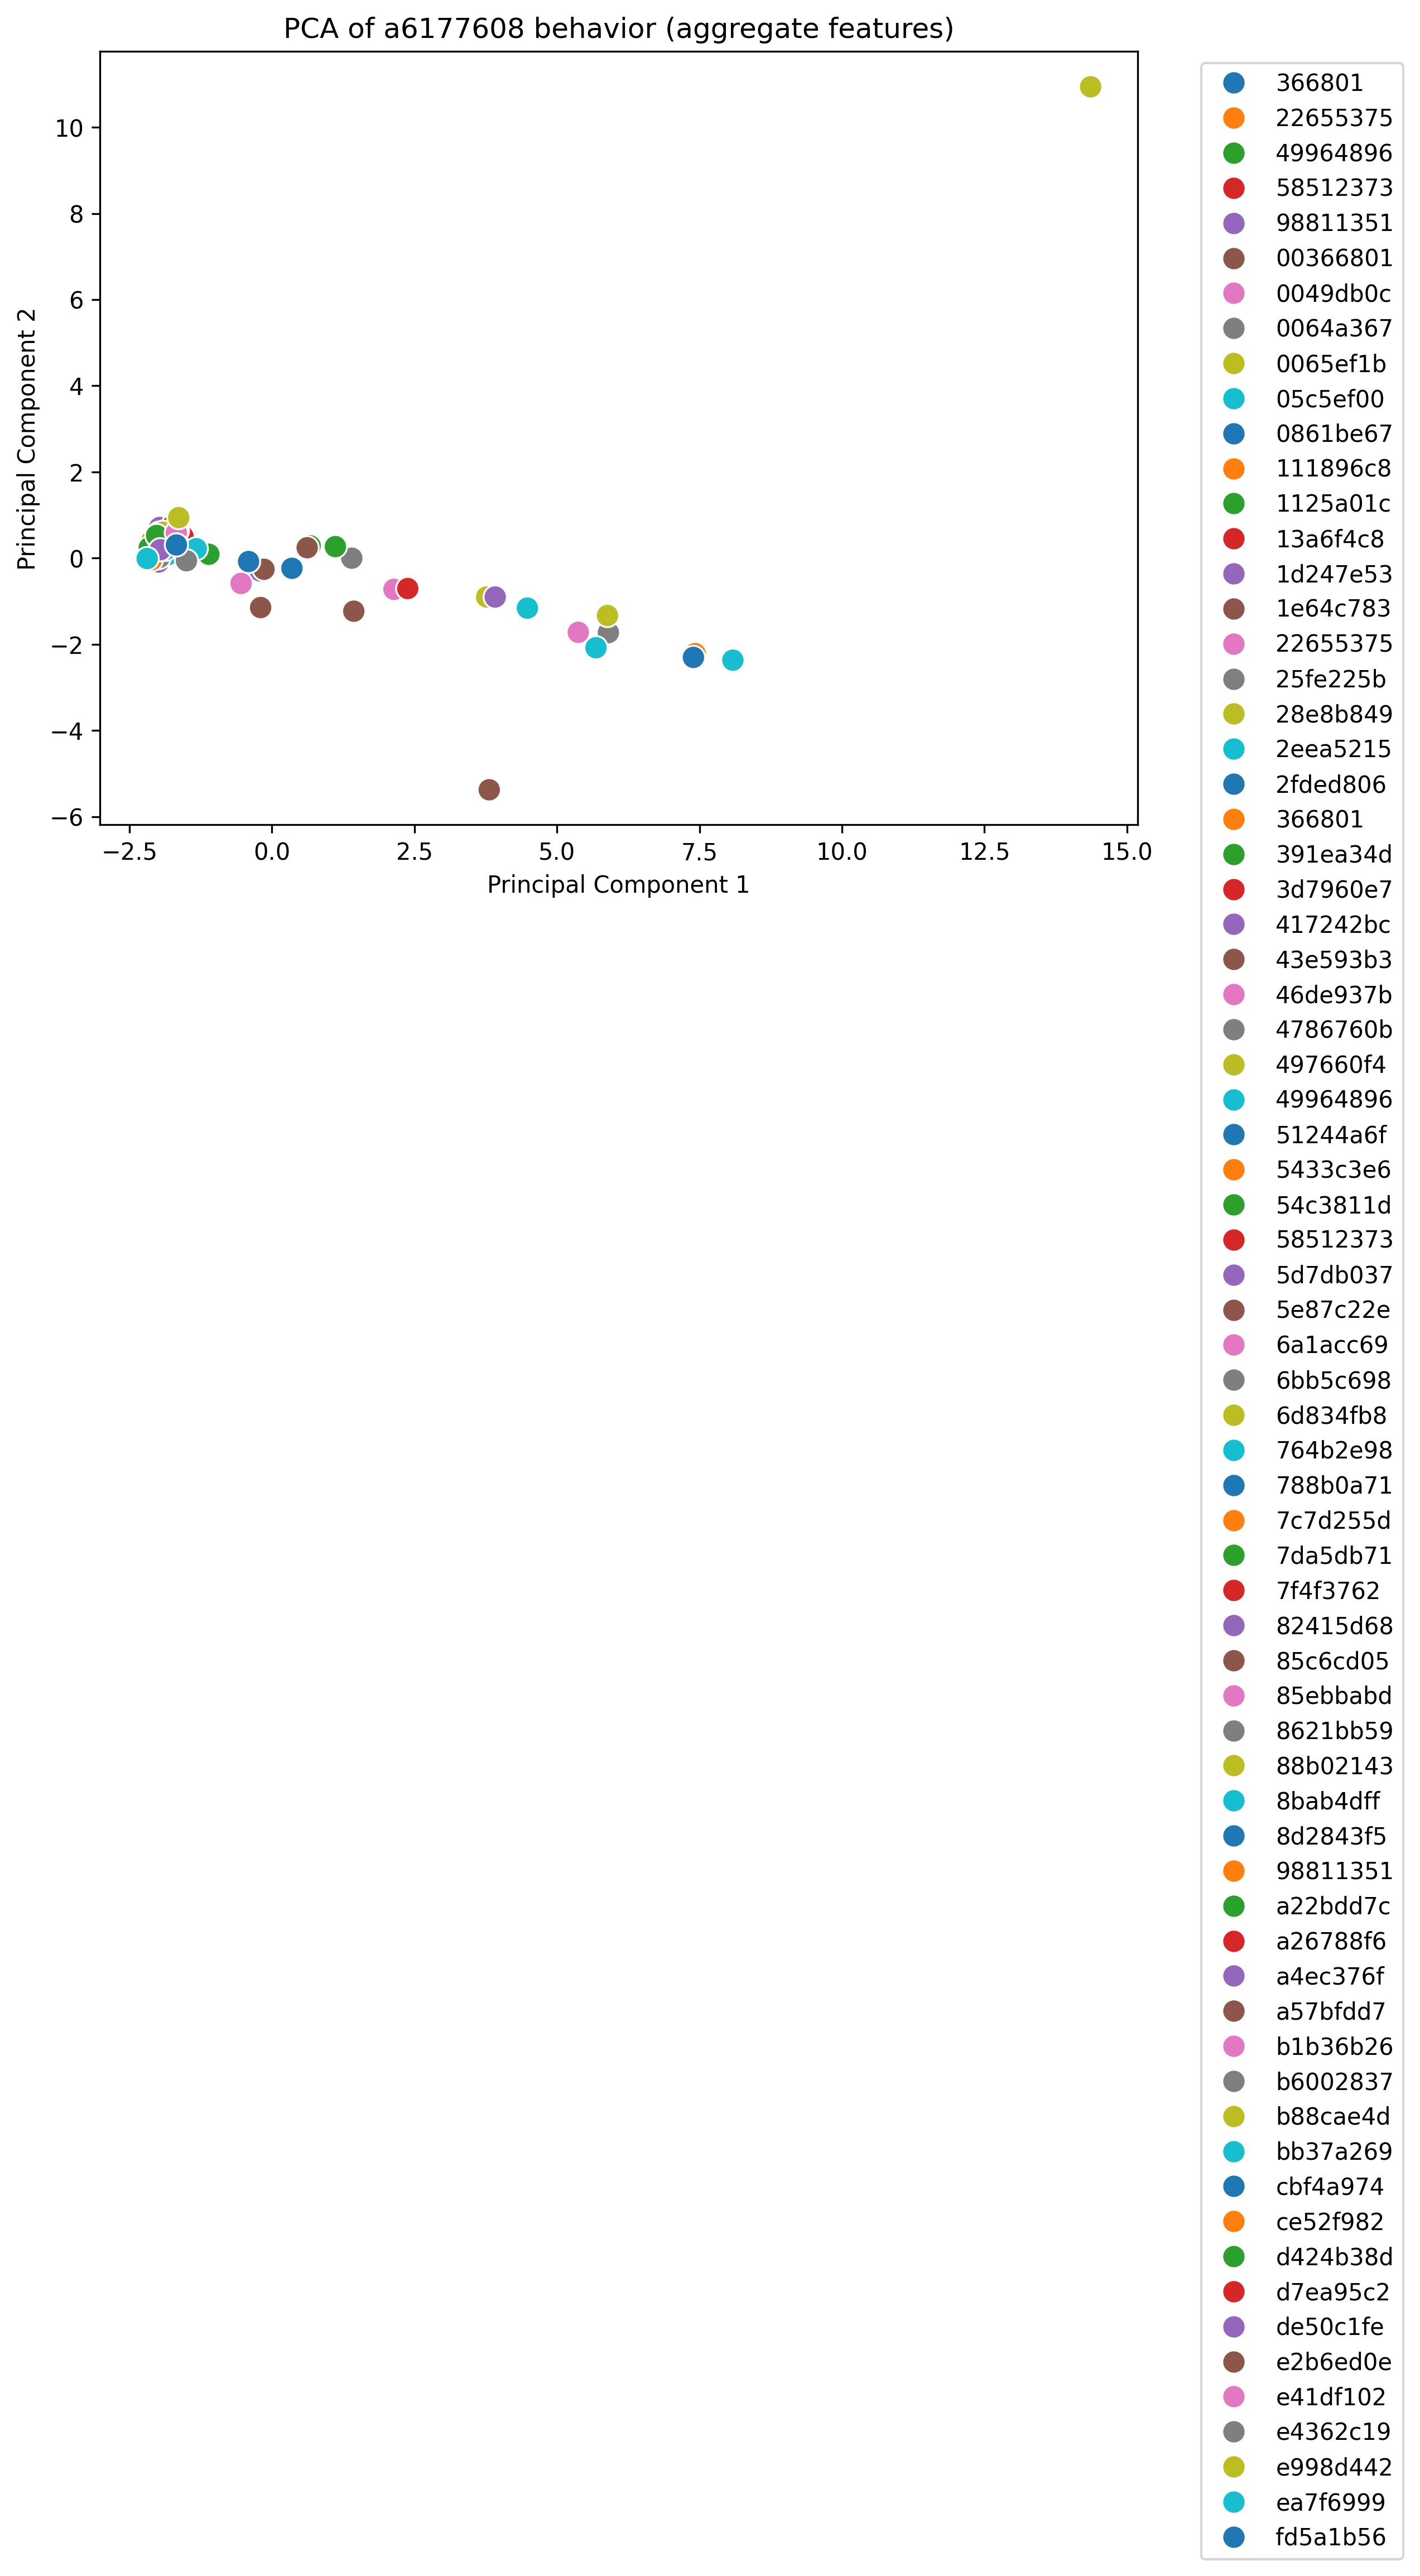 PCA of a6177608 behavior (aggregate features)
10
8
6
4
2
0
−2
−4
−6
Principal Component 2
−2.5 0.0 2.5 5.0 7.5 10.0 12.5 15.0
Principal Component 1
366801
22655375
49964896
58512373
98811351
00366801
0049db0c
0064a367
0065ef1b
05c5ef00
0861be67
111896c8
1125a01c
13a6f4c8
1d247e53
1e64c783
22655375
25fe225b
28e8b849
2eea5215
2fded806
366801
391ea34d
3d7960e7
417242bc
43e593b3
46de937b
4786760b
497660f4
49964896
51244a6f
5433c3e6
54c3811d
58512373
5d7db037
5e87c22e
6a1acc69
6bb5c698
6d834fb8
764b2e98
788b0a71
7c7d255d
7da5db71
7f4f3762
82415d68
85c6cd05
85ebbabd
8621bb59
88b02143
8bab4dff
8d2843f5
98811351
a22bdd7c
a26788f6
a4ec376f
a57bfdd7
b1b36b26
b6002837
b88cae4d
bb37a269
cbf4a974
ce52f982
d424b38d
d7ea95c2
de50c1fe
e2b6ed0e
e41df102
e4362c19
e998d442
ea7f6999
fd5a1b56